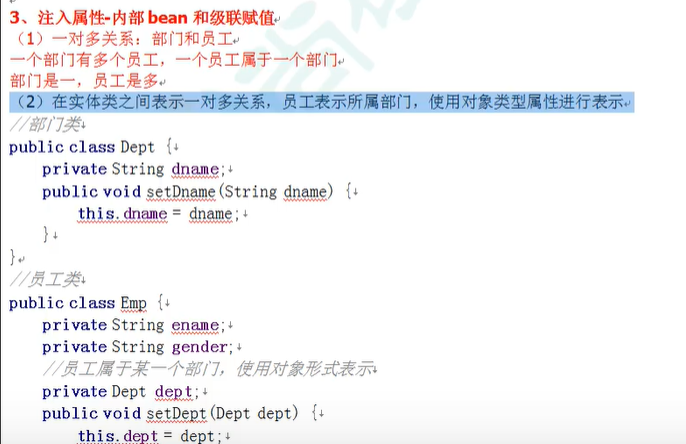 3、注入属性-内部 bean 和级联赋值
（1）一对多关系：部门和员工
一个部门有多个员工，一个员工属于一个部门
部门是一，员工是多
（2）在实体类之间表示一对多关系，员工表示所属部门，使用对象类型属性进行表示
//部门类
public class Dept {
    private String dname;
    public void setDname(String dname) {
        this.dname = dname;
    }
}
//员工类
public class Emp {
    private String ename;
    private String gender;
    //员工属于某一个部门，使用对象形式表示
    private Dept dept;
    public void setDept(Dept dept) {
        this.dept = dept;